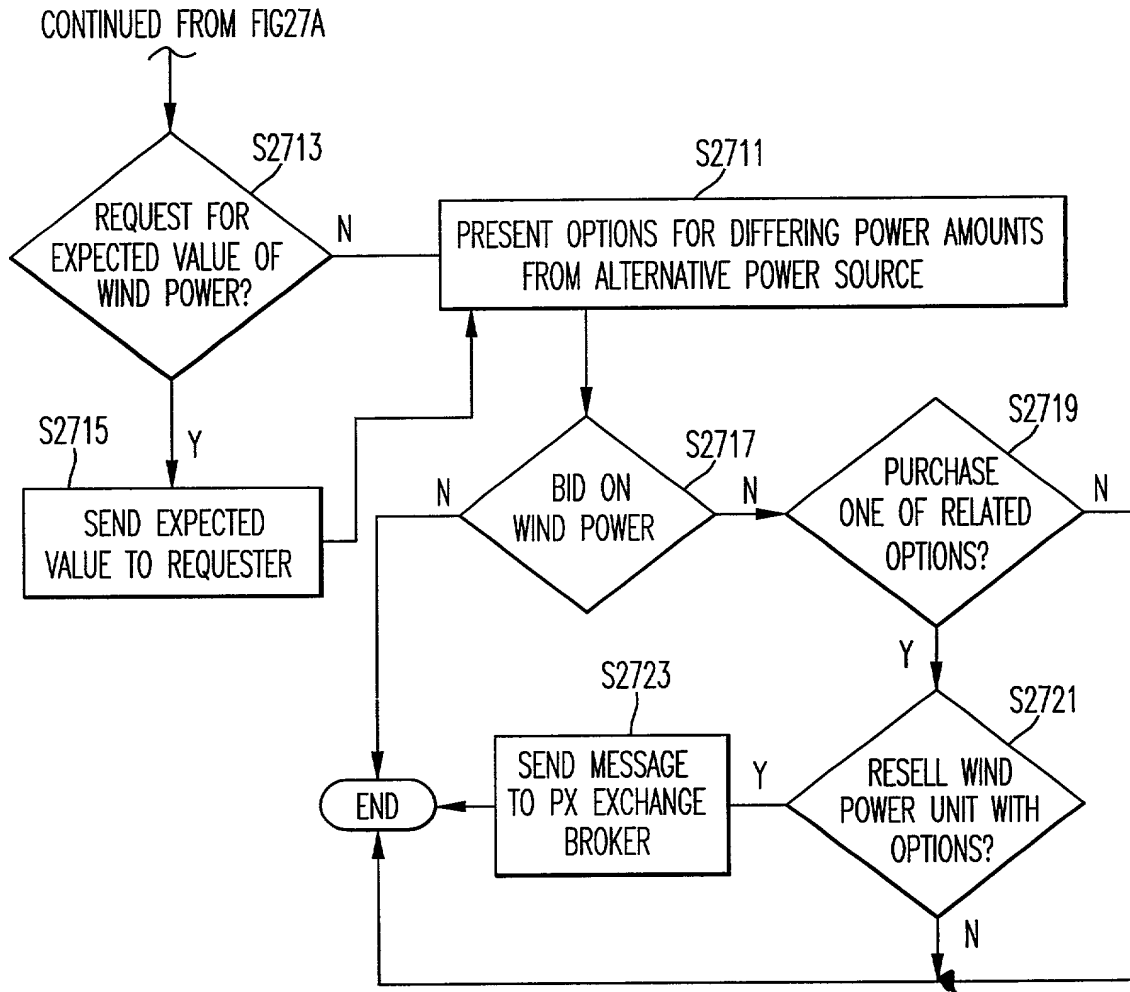 CONTINUED FROM FIG27A
S2713
REQUEST FOR
EXPECTED VALUE OF
WIND POWER?
N
Y
S2711
PRESENT OPTIONS FOR DIFFERING POWER AMOUNTS
FROM ALTERNATIVE POWER SOURCE
S2715
SEND EXPECTED
VALUE TO REQUESTER
S2717
N
BID ON
WIND POWER
N
S2719
PURCHASE
ONE OF RELATED
OPTIONS?
N
Y
S2721
RESELL WIND
POWER UNIT WITH
OPTIONS?
Y
N
S2723
SEND MESSAGE
TO PX EXCHANGE
BROKER
END